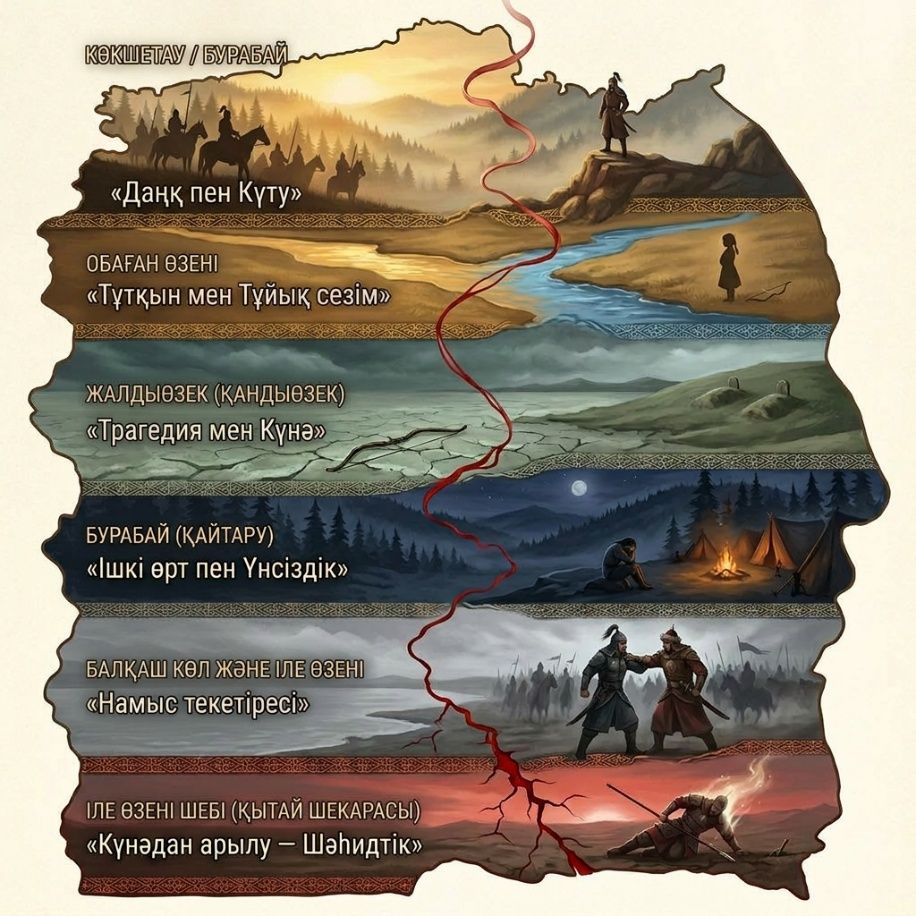 КӨКШЕТАУ / БУРАБАЙ
«Даңқ пен Күту»
ОБАҒАН ӨЗЕНІ
«Тұтқын мен Тұйық сезім»
ЖАЛДЫӨЗЕК (ҚАНДЫӨЗЕК)
«Трагедия мен Күнә»
БУРАБАЙ (ҚАЙТАРУ)
«Ішкі өрт пен Үнсіздік»
БАЛҚАШ КӨЛ ЖӘНЕ ІЛЕ ӨЗЕНІ
«Намыс текетіресі»
ІЛЕ ӨЗЕНІ ШЕБІ (ҚЫТАЙ ШЕКАРАСЫ)
«Күнәдан арылу — Шәһидтік»